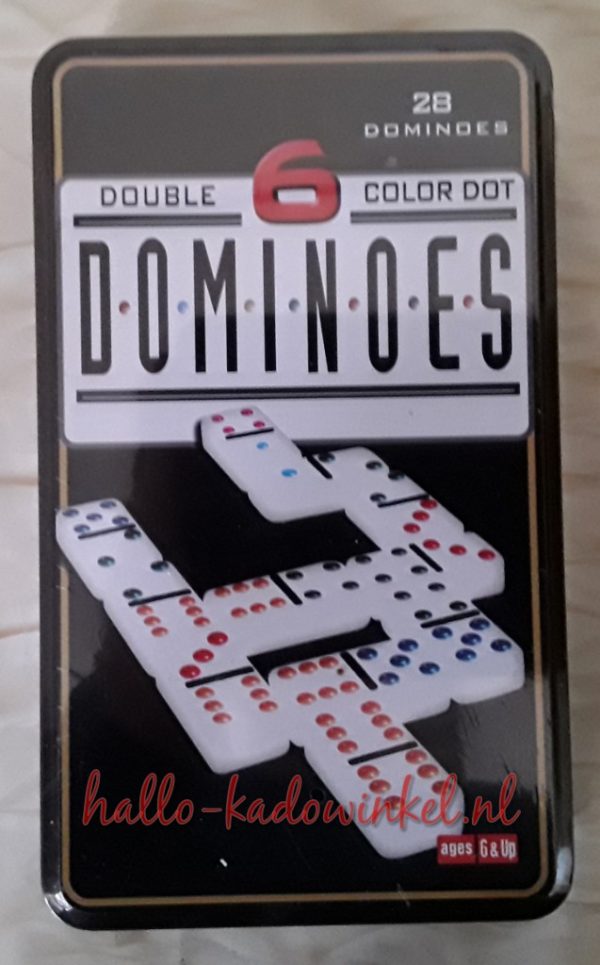 28
DOMINOES
DOUBLE 6 COLOR DOT
DOMINOES
hallo-kadowinkel.nl
ages 6 & Up